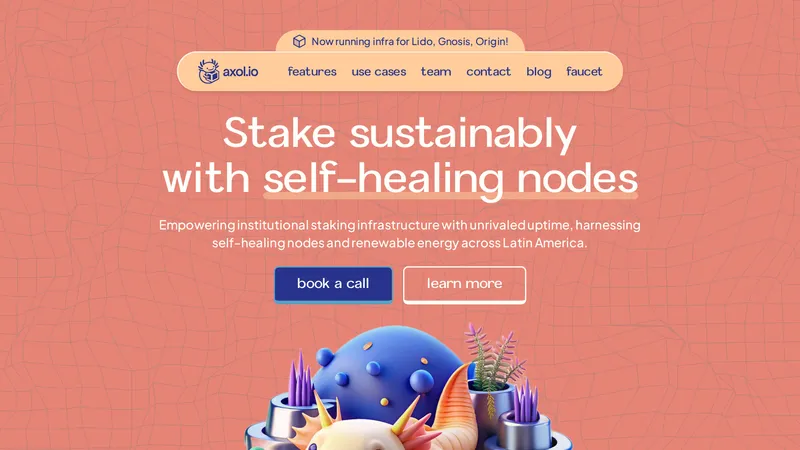 Now running infra for Lido, Gnosis, Origin!
axol.io features use cases team contact blog faucet
Stake sustainably
with self-healing nodes
Empowering institutional staking infrastructure with unrivaled uptime, harnessing
self-healing nodes and renewable energy across Latin America.
book a call learn more